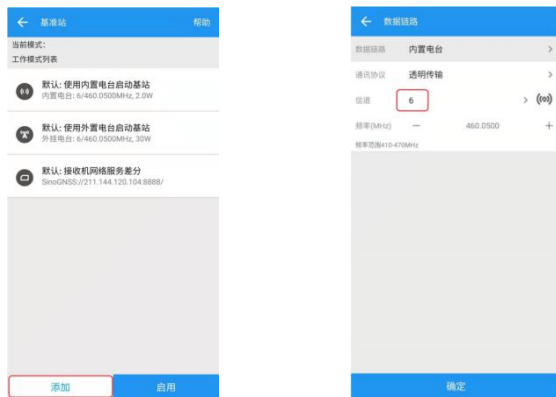 基准站
帮助
当前模式:
工作模式列表
默认: 使用内置电台启动基站
内置电台: 6/460.0500MHz, 2.0W
默认: 使用外置电台启动基站
外挂电台: 6/460.0500MHz, 30W
默认: 接收机网络服务差分
SinoGNSS://211.144.120.104:8888/
添加
启用
数据链路
数据链路 内置电台
通讯协议 透明传输
信道 6
频率(MHz) — 460.0500 +
频率范围410-470MHz
确定